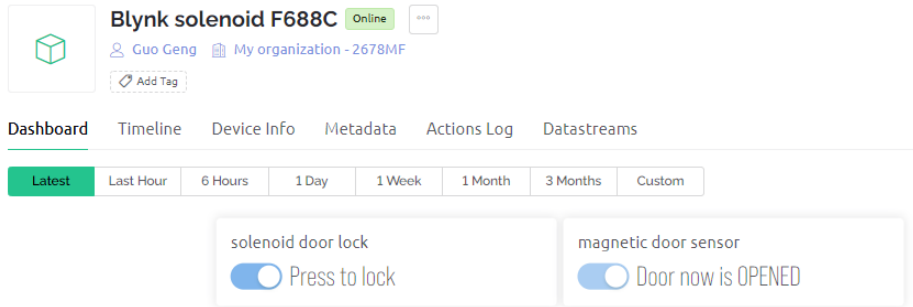 Blynk solenoid F688C Online
Guo Geng My organization - 2678MF
Add Tag
Dashboard Timeline Device Info Metadata Actions Log Datastreams
Latest Last Hour 6 Hours 1 Day 1 Week 1 Month 3 Months Custom
solenoid door lock
Press to lock
magnetic door sensor
Door now is OPENED